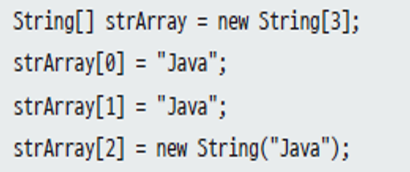 String[] strArray = new String[3];
strArray[0] = "Java";
strArray[1] = "Java";
strArray[2] = new String("Java");